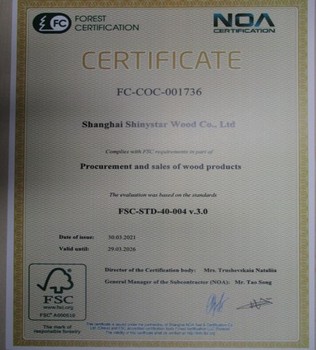 FC
FOREST
CERTIFICATION
NOA
CERTIFICATION
CERTIFICATE
FC-COC-001736
Shanghai Shinystar Wood Co., Ltd
Complies with FSC requirements in part of
Procurement and sales of wood products
The evaluation was based on the standards
FSC-STD-40-004 v.3.0
Date of issue: 30.03.2021
Valid until: 29.03.2026
Director of the Certification body: Mrs. Trushevskaia Nataliia
General Manager of the Subcontractor (NOA): Mr. Tao Song
FSC
www.fsc.org
The mark of
responsible forestry